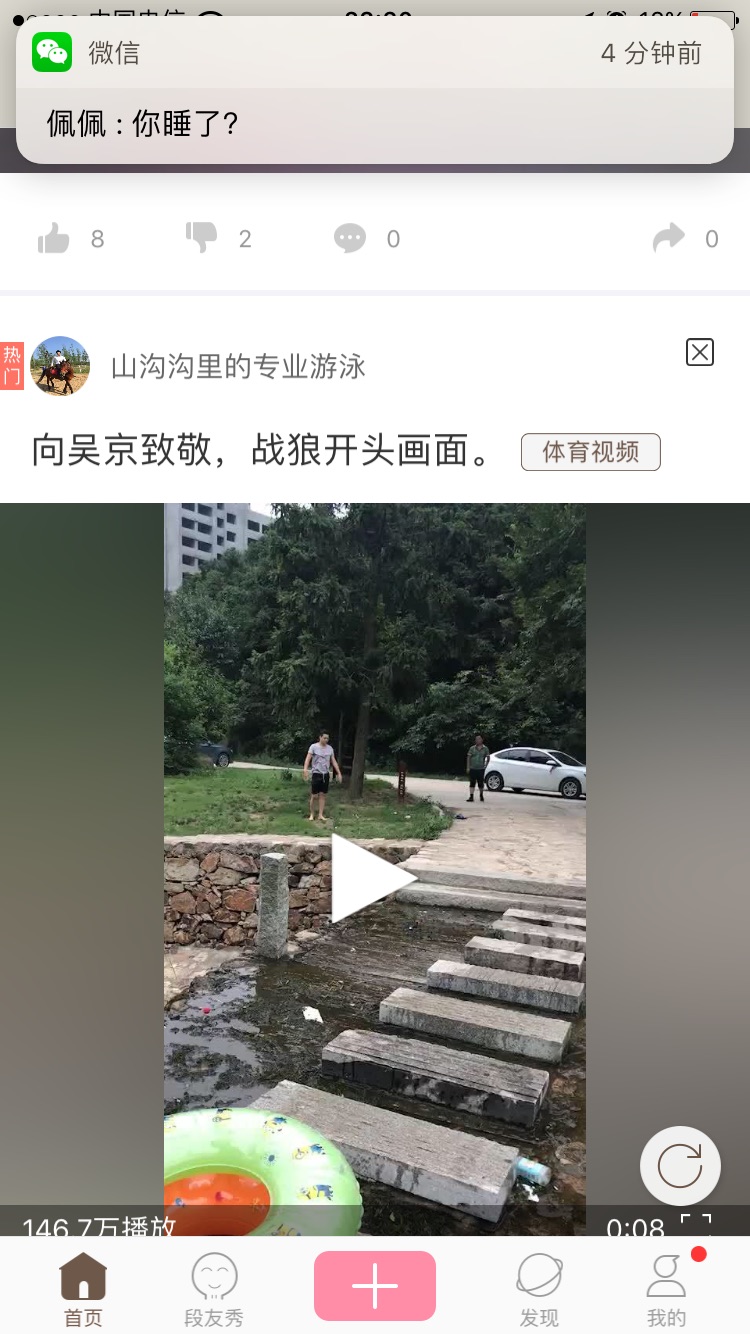 微信
4 分钟前
佩佩 : 你睡了?
8
2
0
0
热门
山沟沟里的专业游泳
向吴京致敬，战狼开头画面。
体育视频
146.7万播放
0:08
首页
段友秀
发现
我的